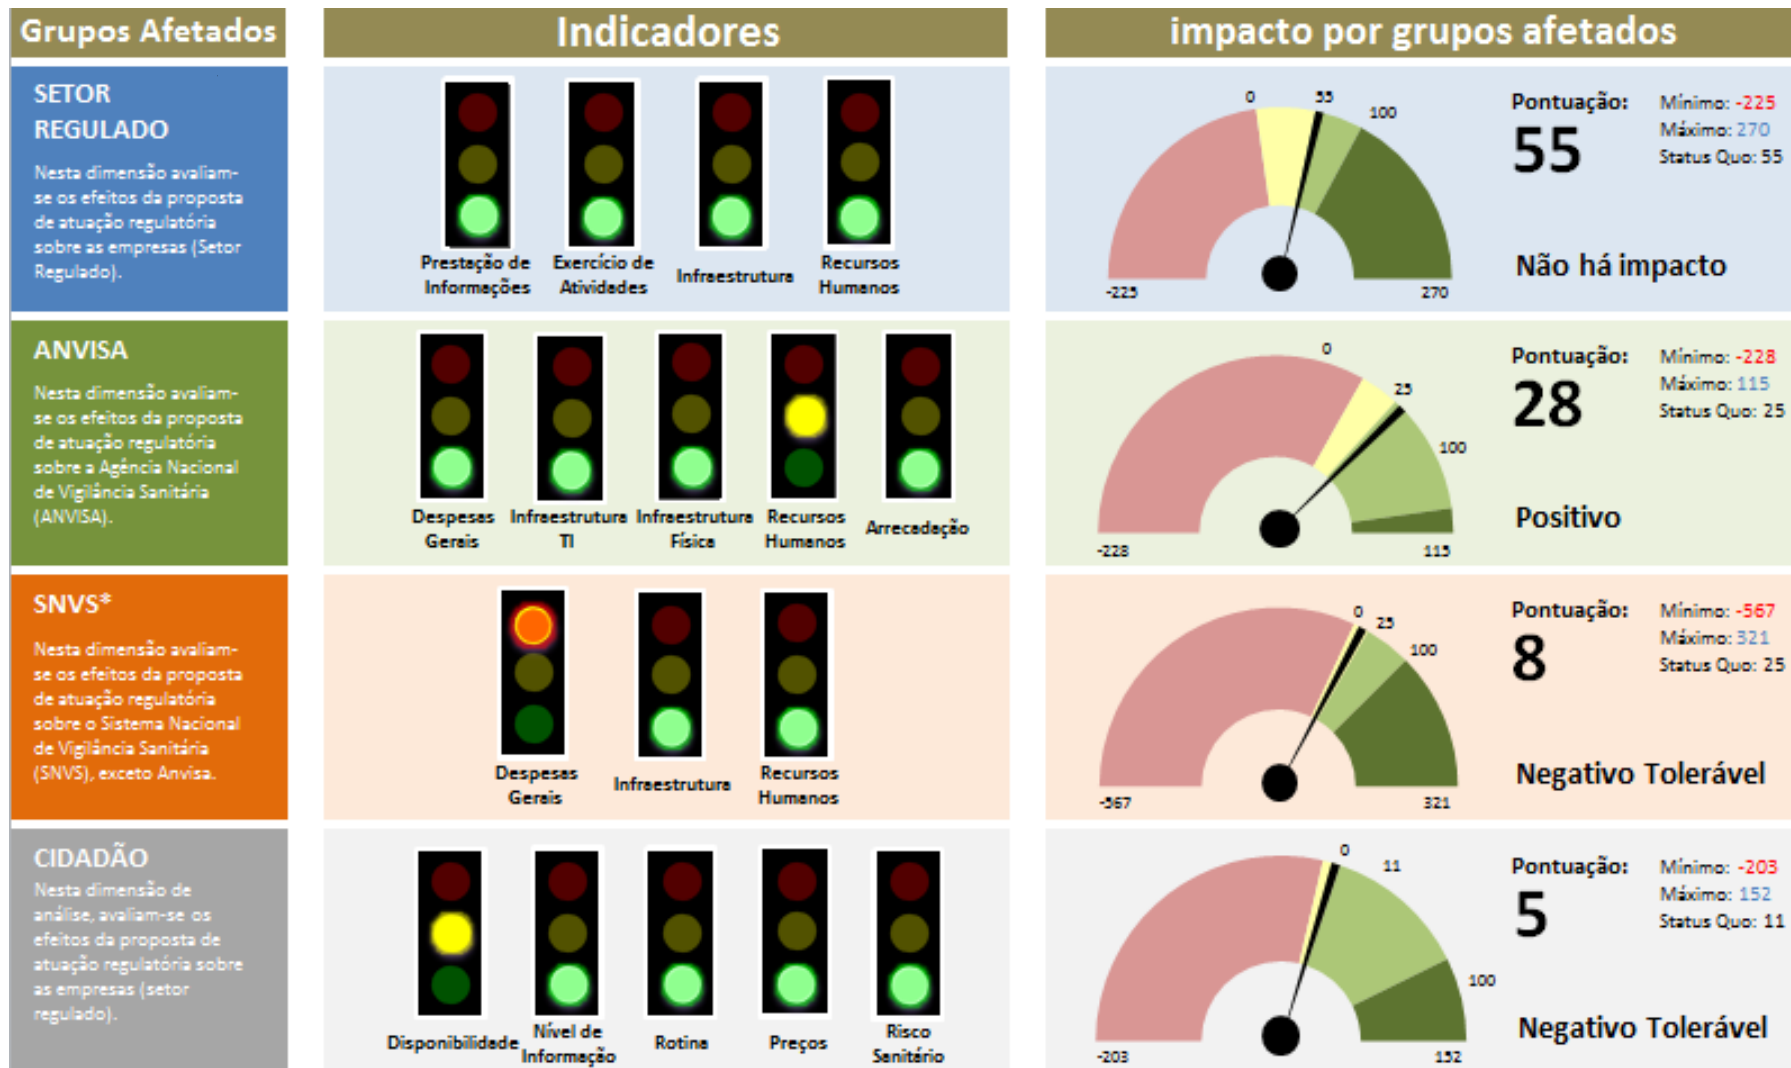 Grupos Afetados
Indicadores
impacto por grupos afetados
SETOR
REGULADO
Nesta dimensão avaliam-
se os efeitos da proposta
de atuação regulatória
sobre as empresas (Setor
Regulado).
Prestação de
Informações
Exercício de
Atividades
Infraestrutura
Recursos
Humanos
0
55
100
-225
270
Pontuação:
55
Mínimo: -225
Máximo: 270
Status Quo: 55
Não há impacto
ANVISA
Nesta dimensão avaliam-
se os efeitos da proposta
de atuação regulatória
sobre a Agência Nacional
de Vigilância Sanitária
(ANVISA).
Despesas
Gerais
Infraestrutura
TI
Infraestrutura
Física
Recursos
Humanos
Arrecadação
0
25
100
-228
115
Pontuação:
28
Mínimo: -228
Máximo: 115
Status Quo: 25
Positivo
SNVS*
Nesta dimensão avaliam-
se os efeitos da proposta
de atuação regulatória
sobre o Sistema Nacional
de Vigilância Sanitária
(SNVS), exceto Anvisa.
Despesas
Gerais
Infraestrutura
Recursos
Humanos
0
25
100
-567
321
Pontuação:
8
Mínimo: -567
Máximo: 321
Status Quo: 25
Negativo Tolerável
CIDADÃO
Nesta dimensão de
análise, avaliam-se os
efeitos da proposta de
atuação regulatória sobre
as empresas (setor
regulado).
Disponibilidade
Nível de
Informação
Rotina
Preços
Risco
Sanitário
0
11
100
-203
152
Pontuação:
5
Mínimo: -203
Máximo: 152
Status Quo: 11
Negativo Tolerável